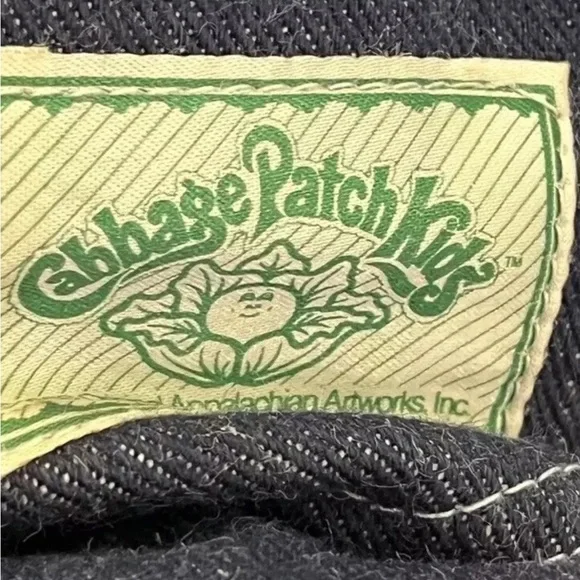 Cabbage Patch Kids™
Appalachian Artworks, Inc.